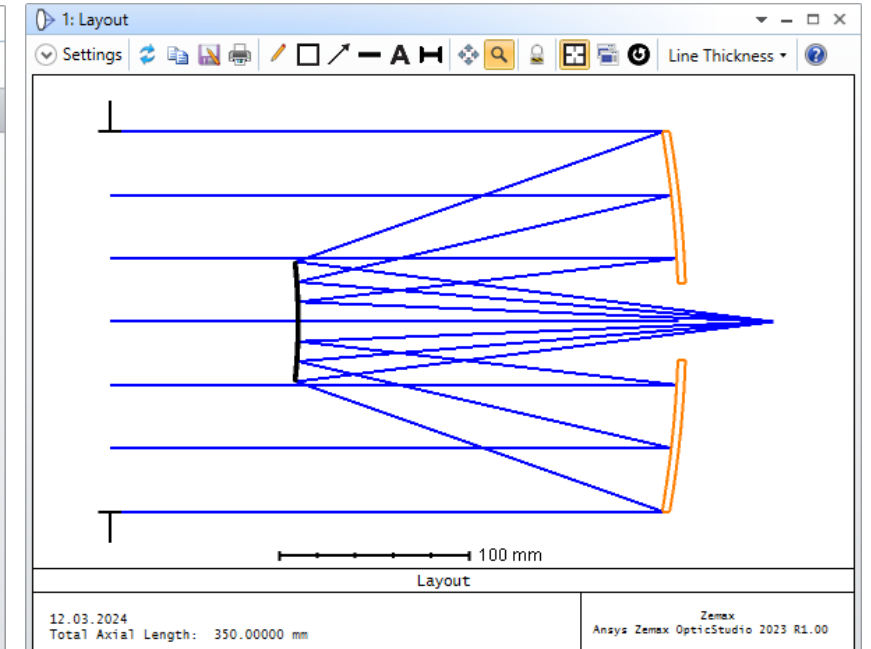 1: Layout
Settings
A
Line Thickness
100 mm
Layout
12.03.2024
Total Axial Length: 350.00000 mm
Zemax
Ansys Zemax OpticStudio 2023 R1.00